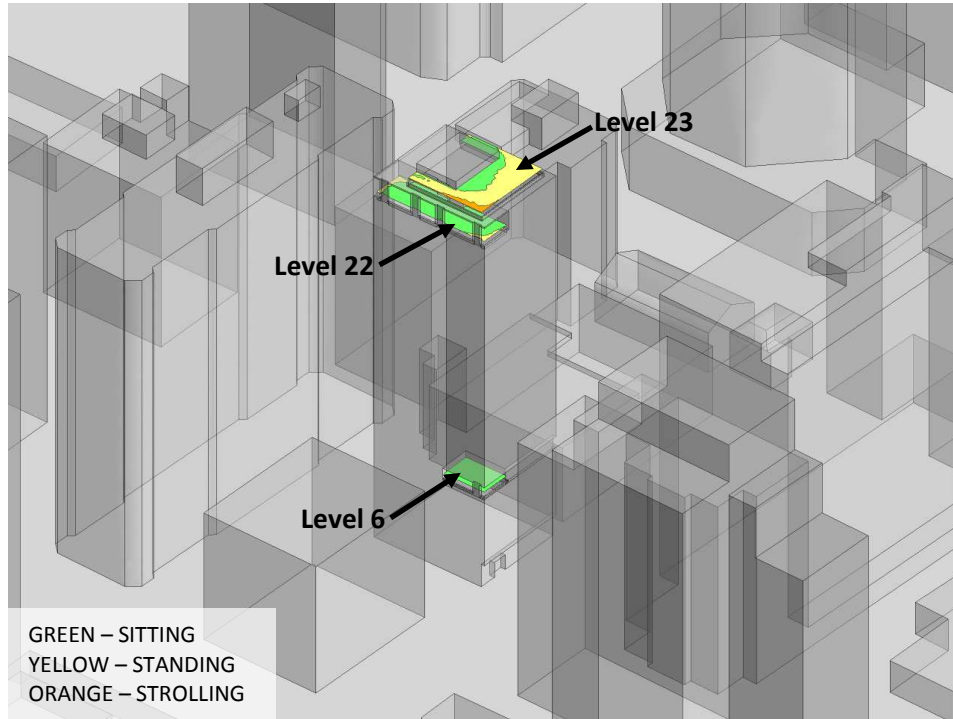 Level 23
Level 22
Level 6
GREEN – SITTING
YELLOW – STANDING
ORANGE – STROLLING